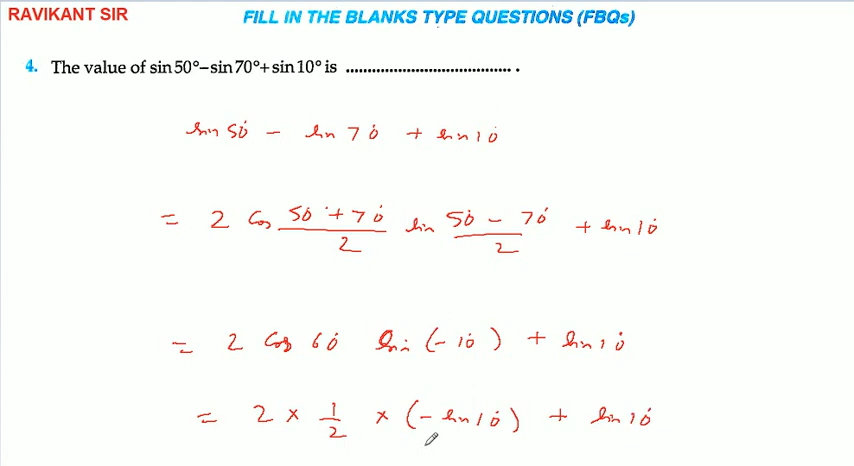 RAVIKANT SIR FILL IN THE BLANKS TYPE QUESTIONS (FBQs)
4. The value of sin 50°–sin 70°+ sin 10° is ...................................... .
sin 50° – sin 70° + sin 10°
= 2 cos (50° + 70°)/2 sin (50° – 70°)/2 + sin 10°
= 2 cos 60° sin (–10°) + sin 10°
= 2 × 1/2 × (– sin 10°) + sin 10°